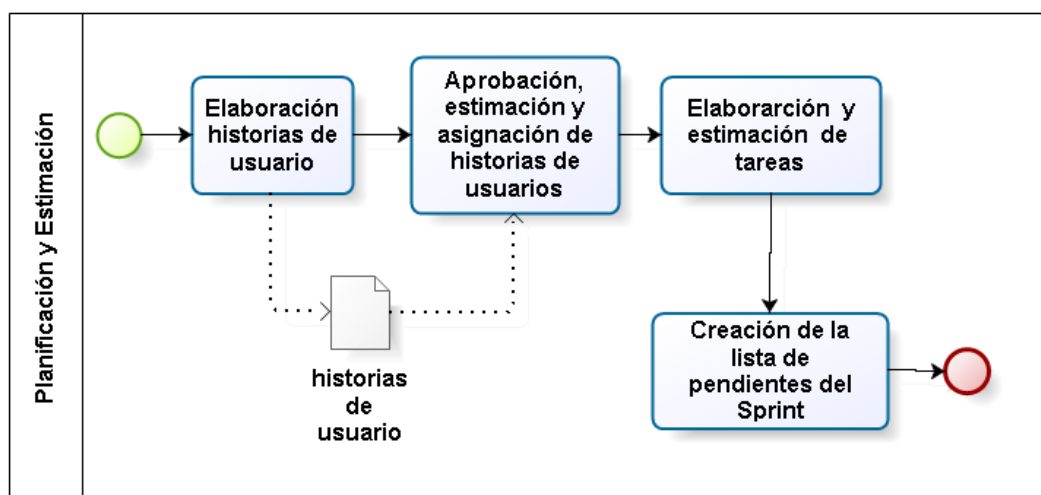 Planificación y Estimación
Elaboración
historias de
usuario
Aprobación,
estimación y
asignación de
historias de
usuarios
Elaborarción y
estimación de
tareas
historias
de
usuario
Creación de la
lista de
pendientes del
Sprint